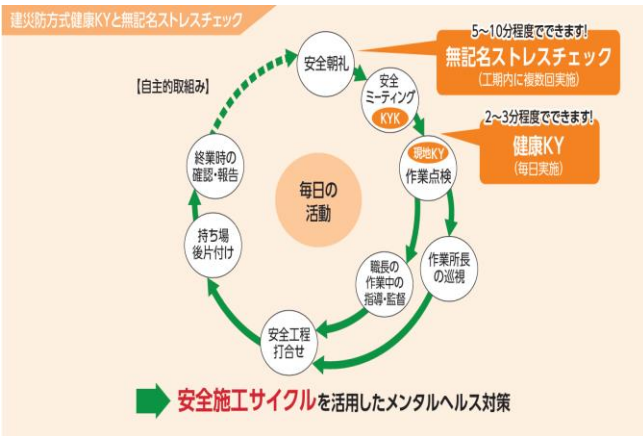 建災防方式健康KYと無記名ストレスチェック
5～10分程度でできます!
無記名ストレスチェック
(工期内に複数回実施)
安全朝礼
【自主的取組み】
安全
ミーティング
KYK
2～3分程度でできます!
健康KY
(毎日実施)
現地KY
作業点検
終業時の
確認・報告
毎日の
活動
持ち場
後片付け
職長の
作業中の
指導・監督
作業所長
の巡視
安全工程
打合せ
安全施工サイクルを活用したメンタルヘルス対策